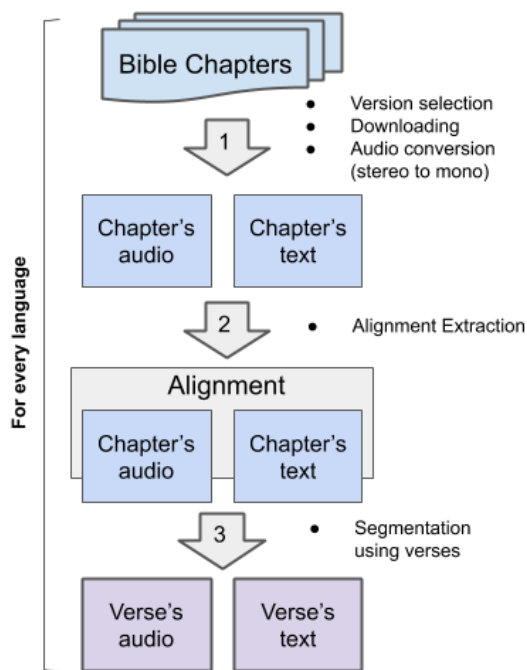 Bible Chapters
• Version selection
• Downloading
• Audio conversion
(stereo to mono)
1
Chapter's
audio
Chapter's
text
2
• Alignment Extraction
Alignment
Chapter's
audio
Chapter's
text
3
• Segmentation
using verses
Verse's
audio
Verse's
text
For every language